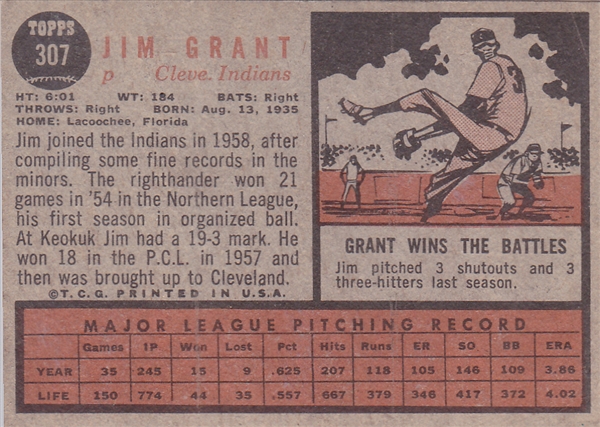 TOPPS
307
JIM GRANT
p Cleve. Indians
HT: 6:01 WT: 184 BATS: Right
THROWS: Right BORN: Aug. 13, 1935
HOME: Lacoochee, Florida
Jim joined the Indians in 1958, after
compiling some fine records in the
minors. The righthander won 21
games in '54 in the Northern League,
his first season in organized ball.
At Keokuk Jim had a 19-3 mark. He
won 18 in the P.C.L. in 1957 and
then was brought up to Cleveland.
©T.C.G. PRINTED IN U.S.A.
GRANT WINS THE BATTLES
Jim pitched 3 shutouts and 3
three-hitters last season.
MAJOR LEAGUE PITCHING RECORD
Games IP Won Lost Pct Hits Runs ER SO BB ERA
YEAR 35 245 15 9 .625 207 118 105 146 109 3.86
LIFE 150 774 44 35 .557 667 379 346 417 372 4.02